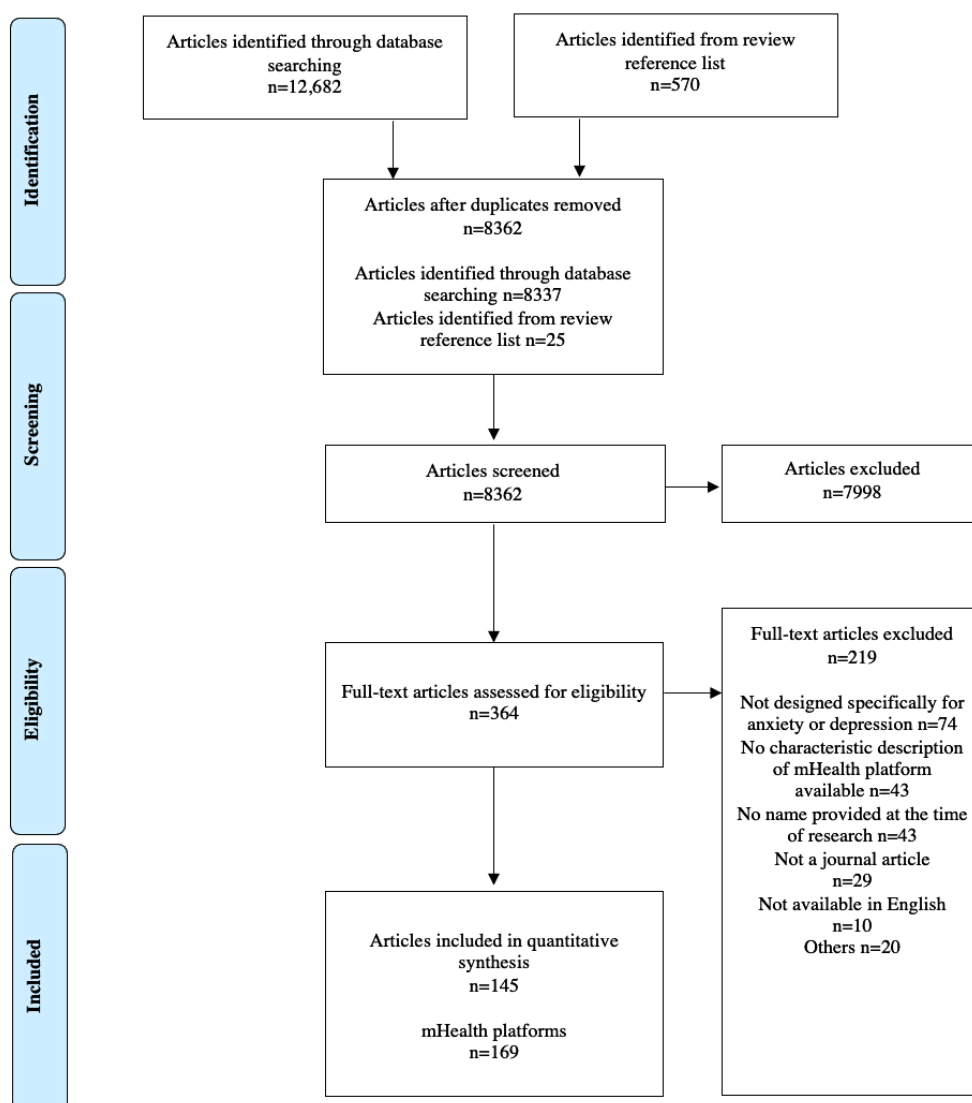 Identification
Articles identified through database
searching
n=12,682
Articles identified from review
reference list
n=570
Articles after duplicates removed
n=8362
Articles identified through database
searching n=8337
Articles identified from review
reference list n=25
Screening
Articles screened
n=8362
Articles excluded
n=7998
Eligibility
Full-text articles assessed for eligibility
n=364
Full-text articles excluded
n=219
Not designed specifically for
anxiety or depression n=74
No characteristic description
of mHealth platform
available n=43
No name provided at the time
of research n=43
Not a journal article
n=29
Not available in English
n=10
Others n=20
Included
Articles included in quantitative
synthesis
n=145
mHealth platforms
n=169